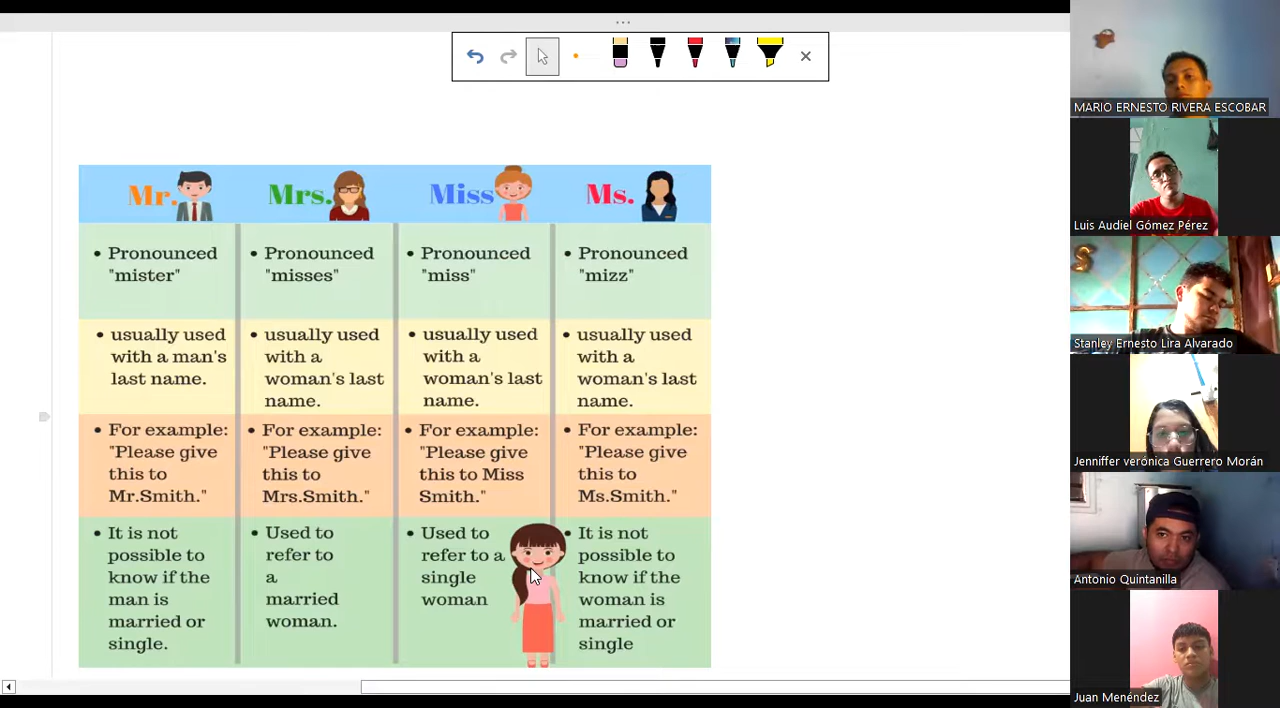 Mr.
Mrs.
Miss
Ms.
• Pronounced
"mister"
• Pronounced
"misses"
• Pronounced
"miss"
• Pronounced
"mizz"
• usually used
with a man's
last name.
• usually used
with a
woman's last
name.
• usually used
with a
woman's last
name.
• usually used
with a
woman's last
name.
• For example:
"Please give
this to
Mr.Smith."
• For example:
"Please give
this to
Mrs.Smith."
• For example:
"Please give
this to Miss
Smith."
• For example:
"Please give
this to
Ms.Smith."
• It is not
possible to
know if the
man is
married or
single.
• Used to
refer to
a
married
woman.
• Used to
refer to a
single
woman
• It is not
possible to
know if the
woman is
married or
single
MARIO ERNESTO RIVERA ESCOBAR
Luis Audiel Gómez Pérez
Stanley Ernesto Lira Alvarado
Jenniffer verónica Guerrero Morán
Antonio Quintanilla
Juan Menéndez